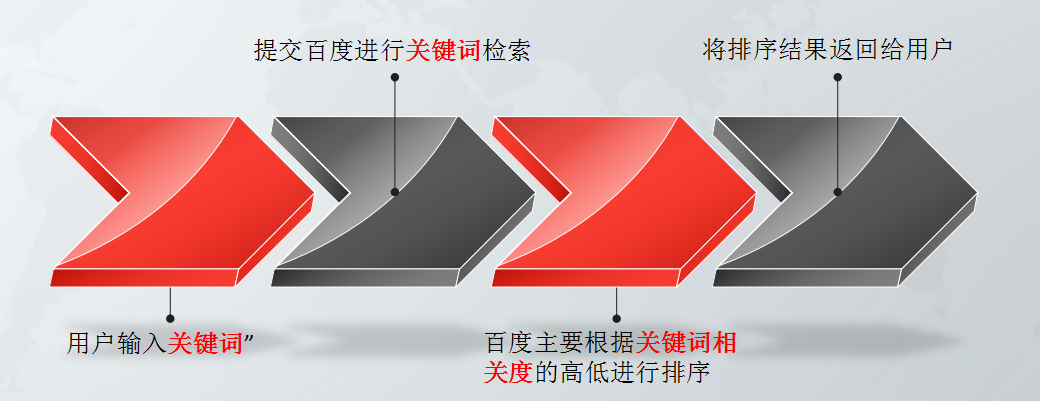 提交百度进行关键词检索
将排序结果返回给用户
用户输入关键词”
百度主要根据关键词相
关度的高低进行排序